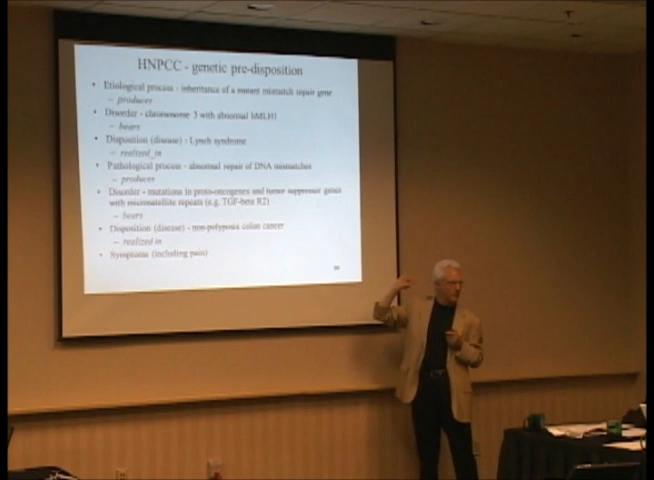 HNPCC - genetic pre-disposition
• Etiological process - inheritance of a mutant mismatch repair gene
– produces
• Disorder - chromosome 3 with abnormal hMLH1
– bears
• Disposition (disease) - Lynch syndrome
– realized_in
• Pathological process - abnormal repair of DNA mismatches
– produces
• Disorder - mutations in proto-oncogenes and tumor suppressor genes
with microsatellite repeats (e.g. TGF-beta R2)
– bears
• Disposition (disease) - non-polyposis colon cancer
– realized in
• Symptoms (including pain)